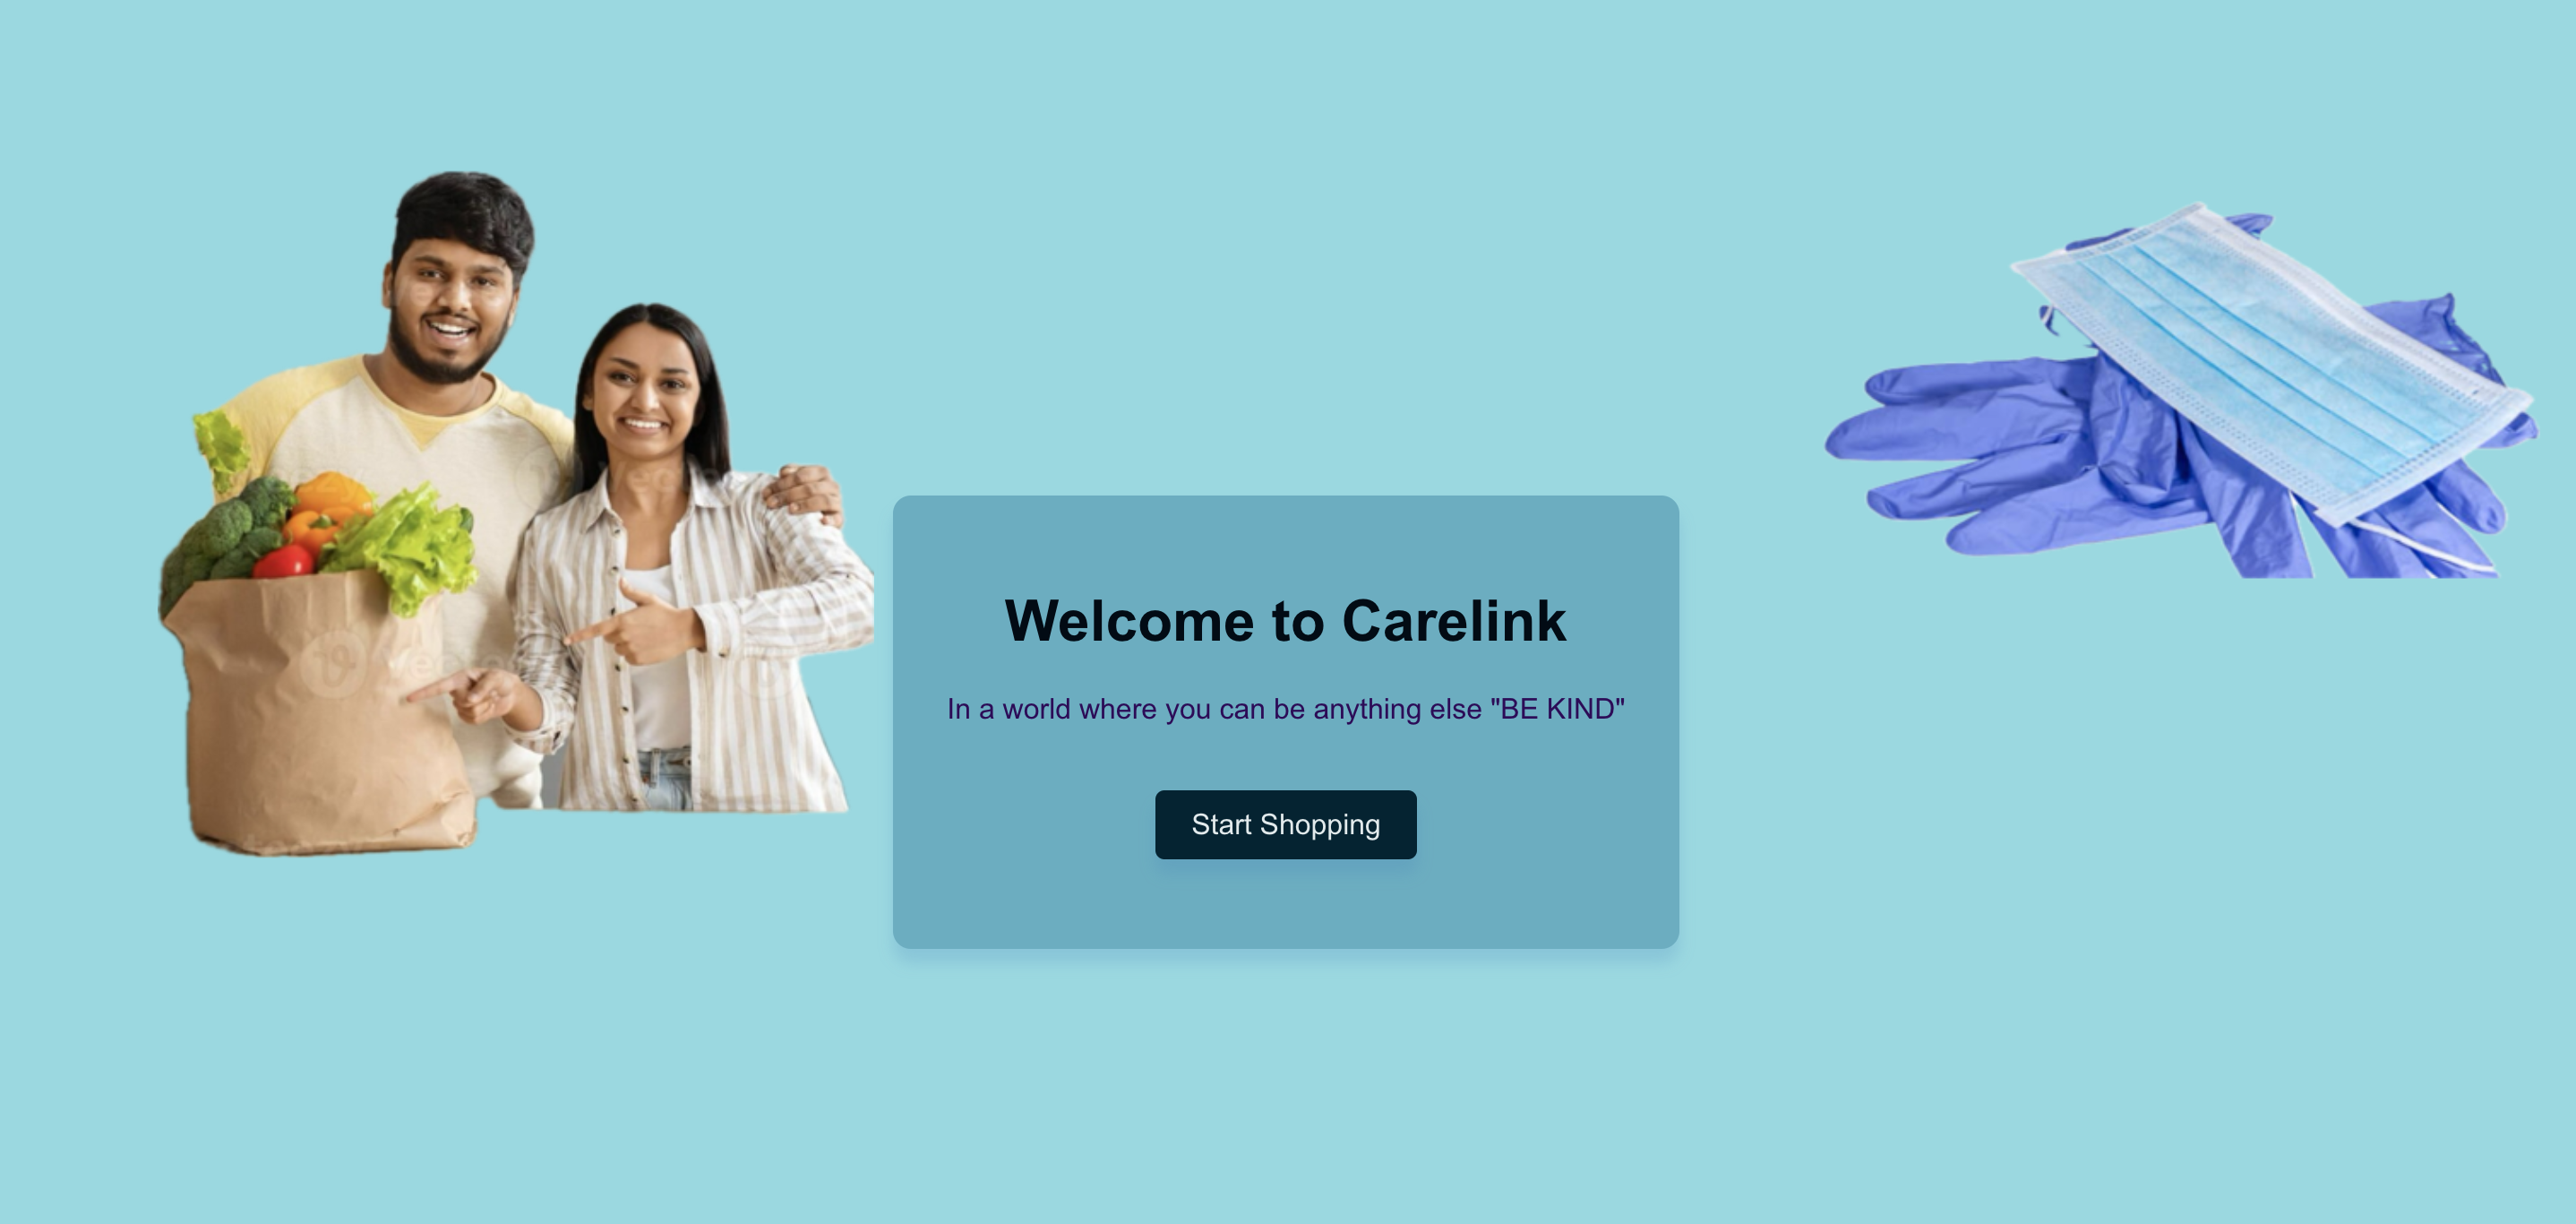 Welcome to Carelink
In a world where you can be anything else "BE KIND"
Start Shopping